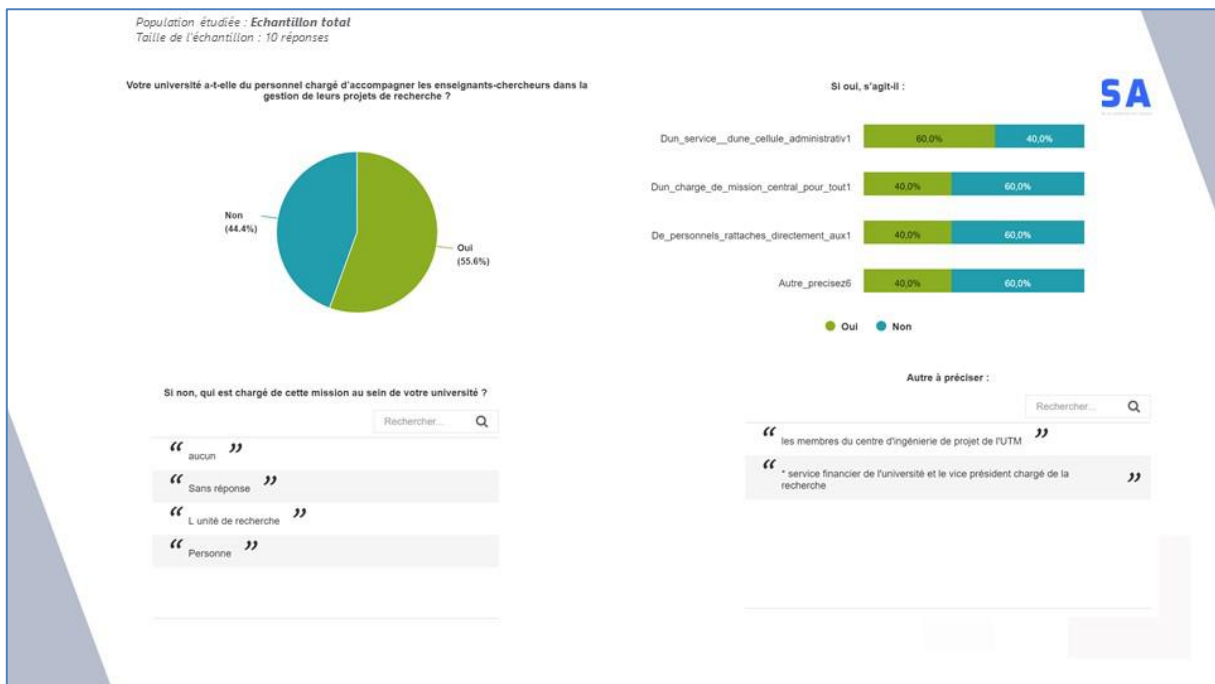 Population étudiée : Echantillon total
Taille de l'échantillon : 10 réponses
Votre université a-t-elle du personnel chargé d'accompagner les enseignants-chercheurs dans la
gestion de leurs projets de recherche ?
Non
(44.4%)
Oui
(55.6%)
Si oui, s'agit-il :
SA
Dun_service__dune_cellule_administrativ1
60,0%
40,0%
Dun_charge_de_mission_central_pour_tout1
40,0%
60,0%
De_personnels_rattaches_directement_aux1
40,0%
60,0%
Autre_precisez6
40,0%
60,0%
Oui
Non
Si non, qui est chargé de cette mission au sein de votre université ?
Rechercher...
“ aucun ”
“ Sans réponse ”
“ L unité de recherche ”
“ Personne ”
Autre à préciser :
Rechercher...
“ les membres du centre d'ingénierie de projet de l'UTM ”
“ * service financier de l'université et le vice président chargé de la
recherche ”